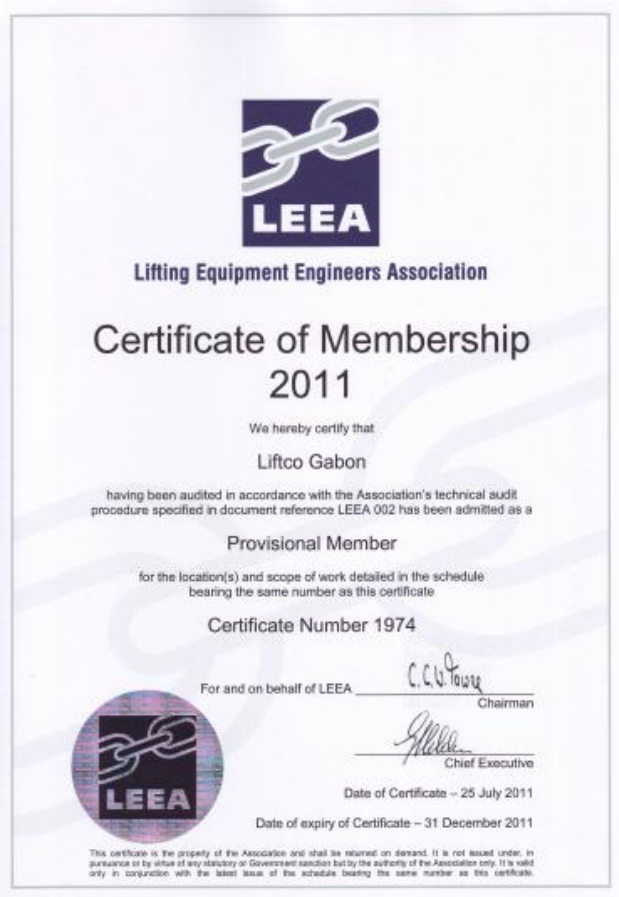 LEEA
Lifting Equipment Engineers Association
Certificate of Membership
2011
We hereby certify that
Liftco Gabon
having been audited in accordance with the Association's technical audit
procedure specified in document reference LEEA 002 has been admitted as a
Provisional Member
for the location(s) and scope of work detailed in the schedule
bearing the same number as this certificate
Certificate Number 1974
For and on behalf of LEEA
C.C.W.
Chairman
Chief Executive
LEEA
Date of Certificate – 25 July 2011
Date of expiry of Certificate – 31 December 2011
This certificate is the property of the Association and shall be returned on demand. It is not issued under, in
pursuance or by virtue of any statutory or Government sanction but by the authority of the Association only. It is valid
only in conjunction with the latest issue of the schedule bearing the same number as this certificate.